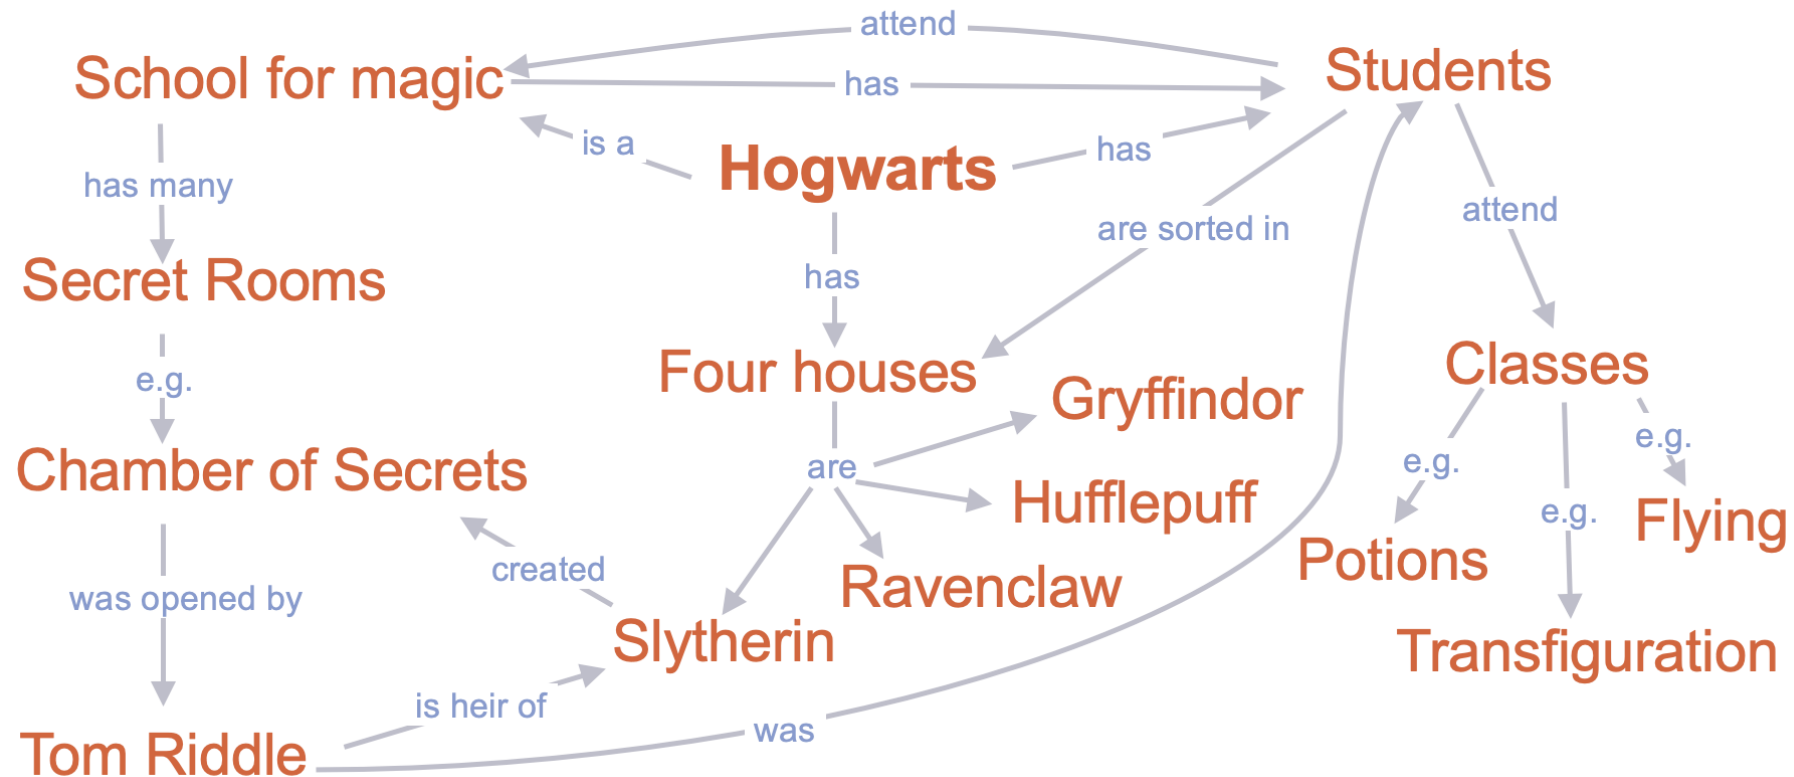 attend
School for magic
has
Students
is a
Hogwarts
has
has many
are sorted in
attend
Secret Rooms
has
e.g.
Four houses
Classes
Gryffindor
Chamber of Secrets
are
e.g.
e.g.
Hufflepuff
e.g.
Flying
created
Ravenclaw
Potions
was opened by
Slytherin
Transfiguration
is heir of
Tom Riddle
was